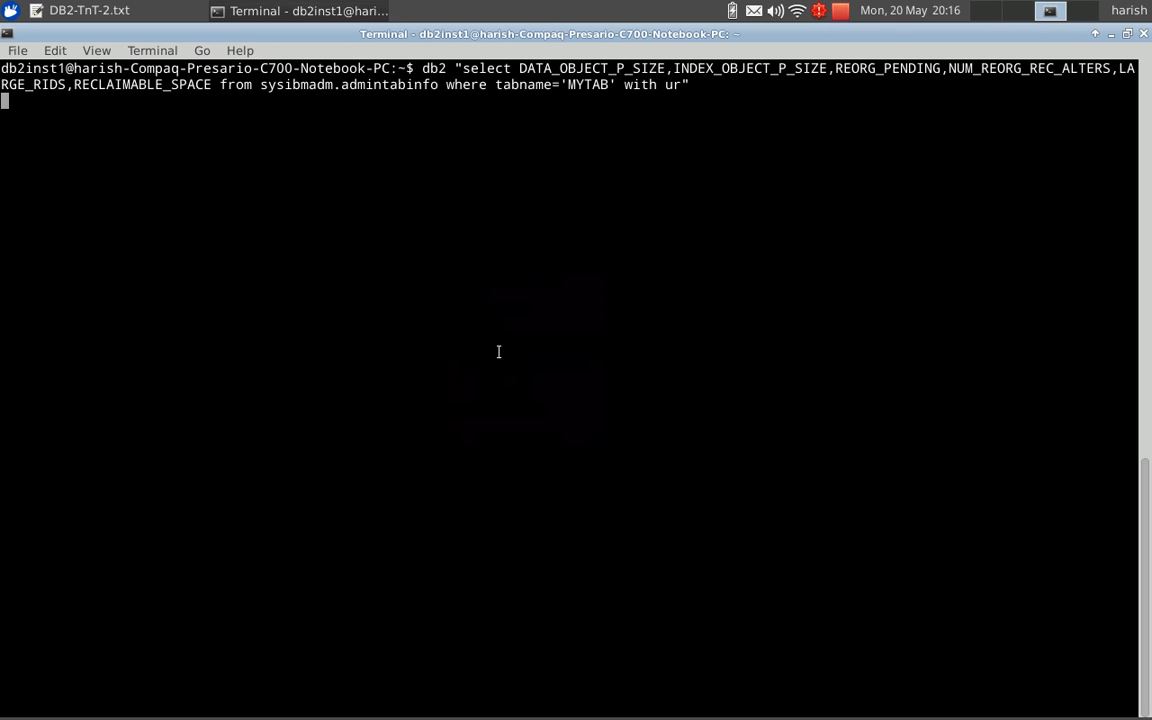 DB2-TnT-2.txt
Terminal - db2inst1@hari...
Mon, 20 May 20:16
harish
Terminal - db2inst1@harish-Compaq-Presario-C700-Notebook-PC: ~
File Edit View Terminal Go Help
db2inst1@harish-Compaq-Presario-C700-Notebook-PC:~$ db2 "select DATA_OBJECT_P_SIZE,INDEX_OBJECT_P_SIZE,REORG_PENDING,NUM_REORG_REC_ALTERS,LA
RGE_RIDS,RECLAIMABLE_SPACE from sysibmadm.admintabinfo where tabname='MYTAB' with ur"